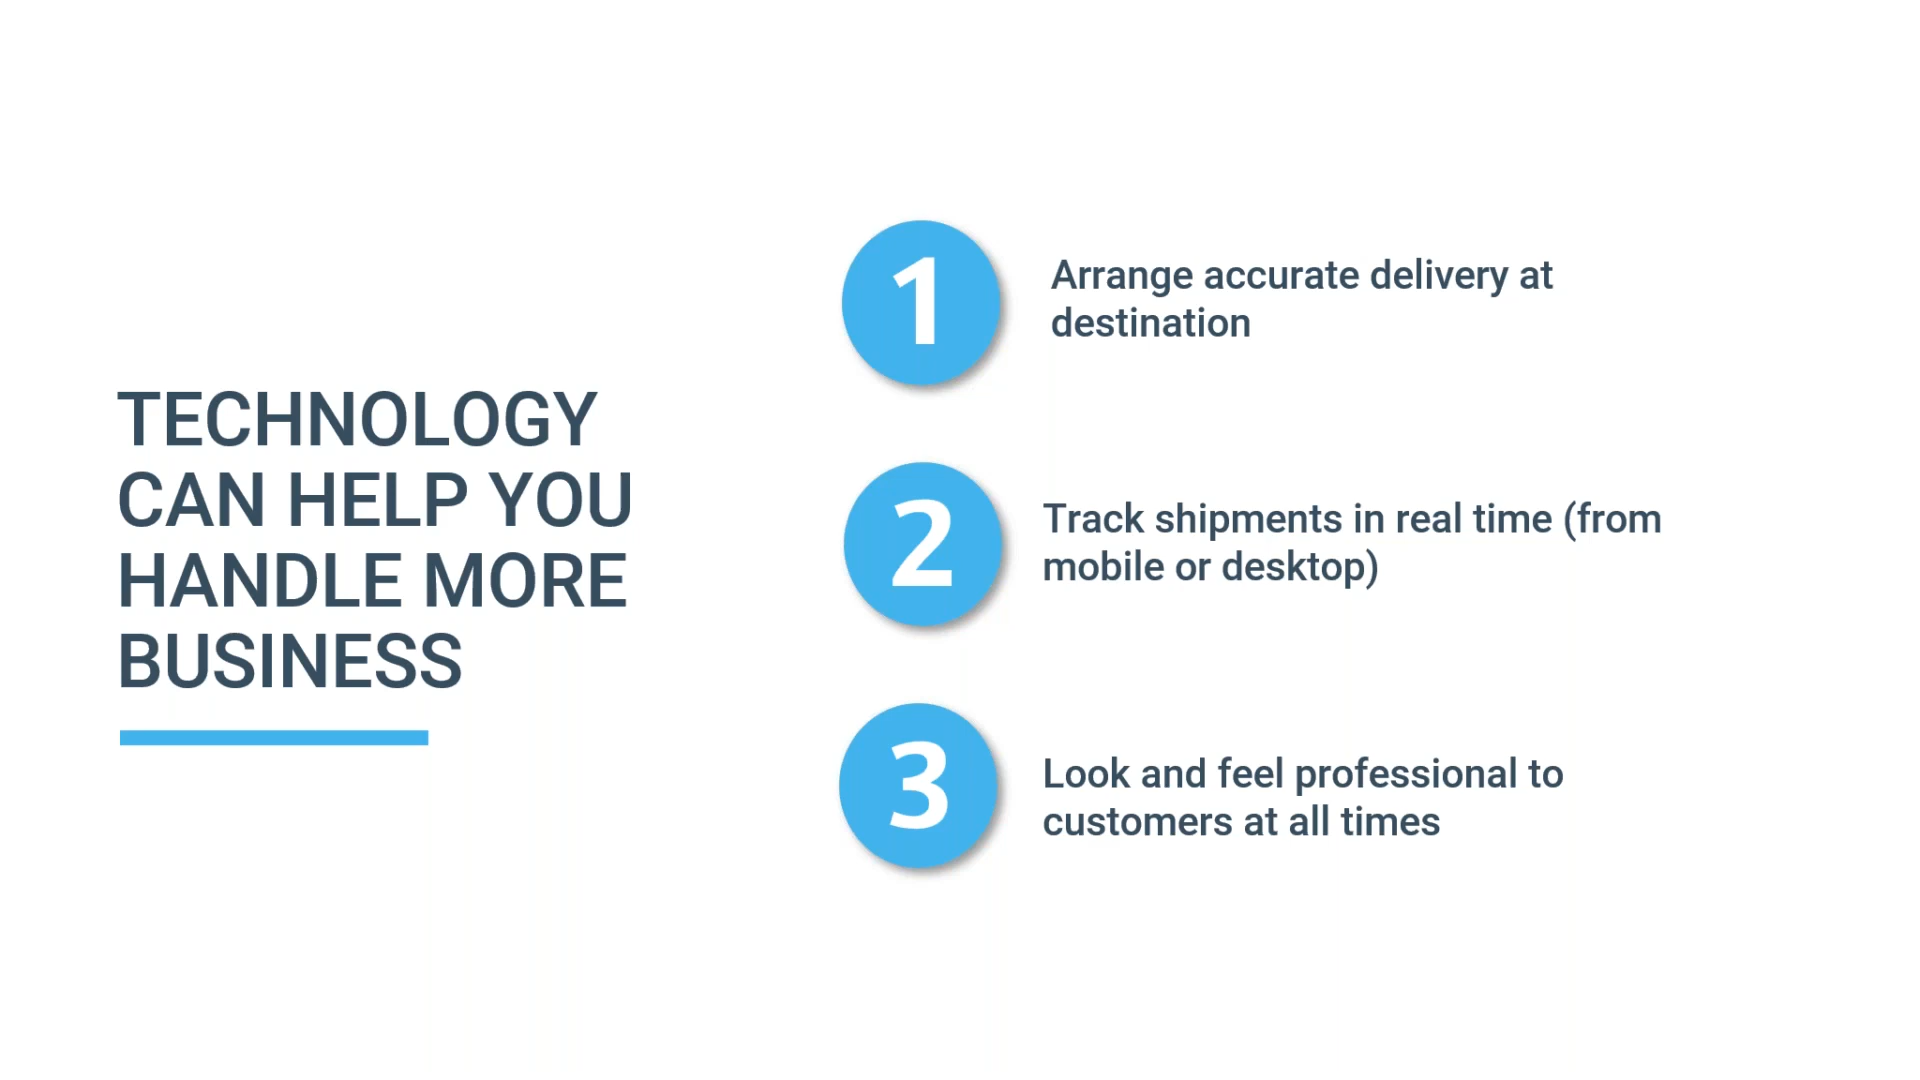 TECHNOLOGY
CAN HELP YOU
HANDLE MORE
BUSINESS
1
Arrange accurate delivery at
destination
2
Track shipments in real time (from
mobile or desktop)
3
Look and feel professional to
customers at all times